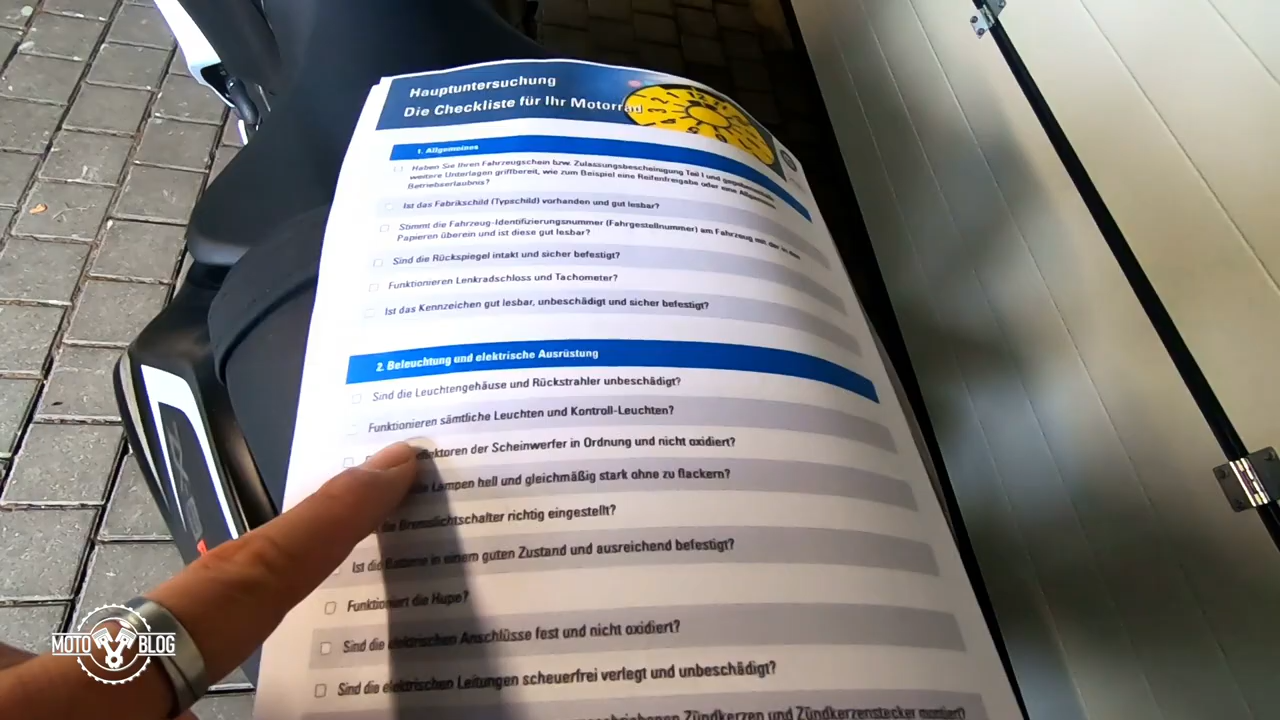 Hauptuntersuchung
Die Checkliste für Ihr Motorrad
1. Allgemeines
Haben Sie Ihren Fahrzeugschein bzw. Zulassungsbescheinigung Teil I und gegebenenfalls
weitere Unterlagen griffbereit, wie zum Beispiel eine Reifenfreigabe oder eine Allgemeine
Betriebserlaubnis?
Ist das Fabrikschild (Typschild) vorhanden und gut lesbar?
Stimmt die Fahrzeug-Identifizierungsnummer (Fahrgestellnummer) am Fahrzeug mit der in den
Papieren überein und ist diese gut lesbar?
Sind die Rückspiegel intakt und sicher befestigt?
Funktionieren Lenkradschloss und Tachometer?
Ist das Kennzeichen gut lesbar, unbeschädigt und sicher befestigt?
2. Beleuchtung und elektrische Ausrüstung
Sind die Leuchtengehäuse und Rückstrahler unbeschädigt?
Funktionieren sämtliche Leuchten und Kontroll-Leuchten?
der Scheinwerfer in Ordnung und nicht oxidiert?
Lampen hell und gleichmäßig stark ohne zu flackern?
die Bremslichtschalter richtig eingestellt?
Ist die Batterie in einem guten Zustand und ausreichend befestigt?
Funktioniert die Hupe?
Sind die elektrischen Anschlüsse fest und nicht oxidiert?
Sind die elektrischen Leitungen scheuerfrei verlegt und unbeschädigt?
Zündkerzen und Zündkerzenstecker montiert?
MOTO BLOG